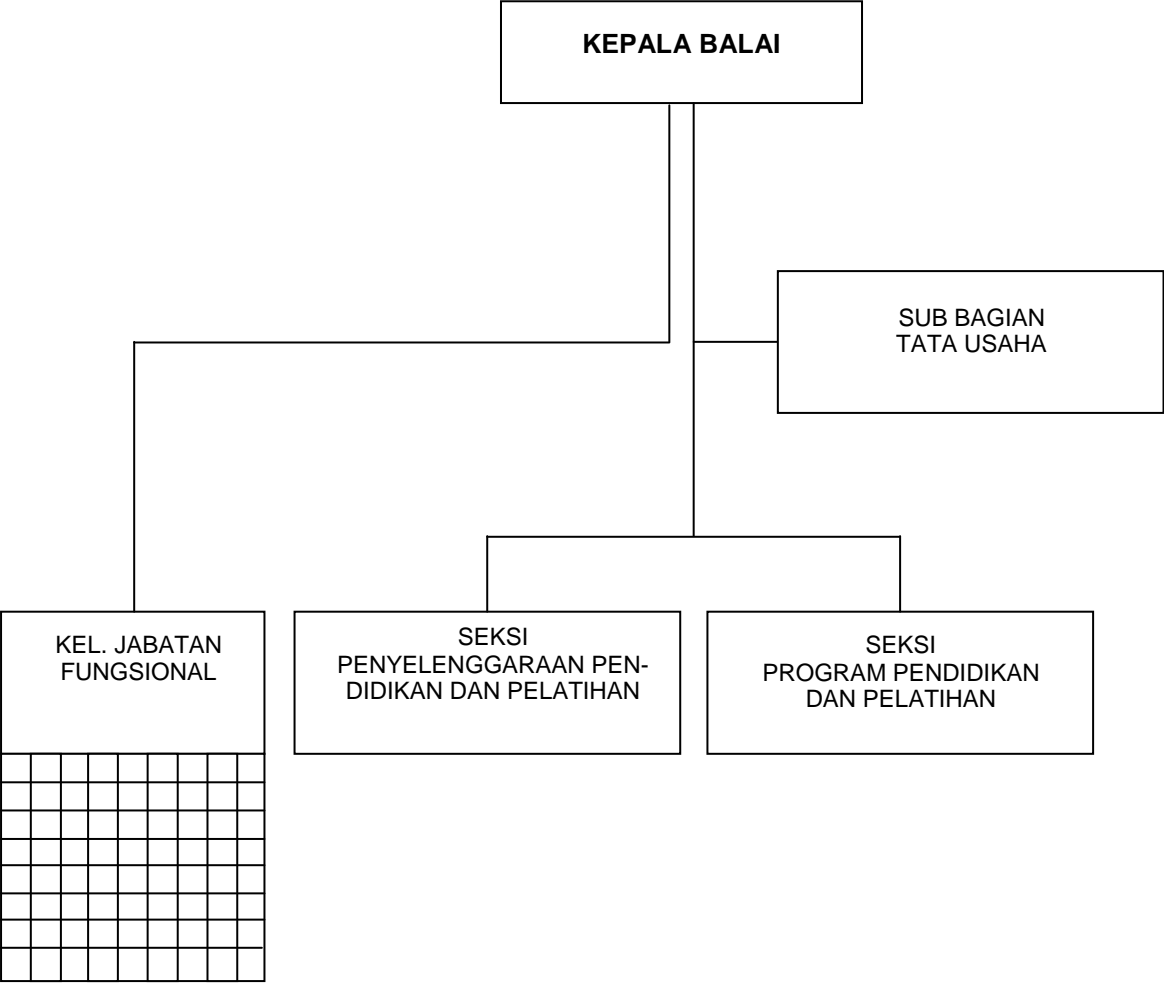 KEPALA BALAI
SUB BAGIAN
TATA USAHA
KEL. JABATAN
FUNGSIONAL
SEKSI
PENYELENGGARAAN PEN-
DIDIKAN DAN PELATIHAN
SEKSI
PROGRAM PENDIDIKAN
DAN PELATIHAN